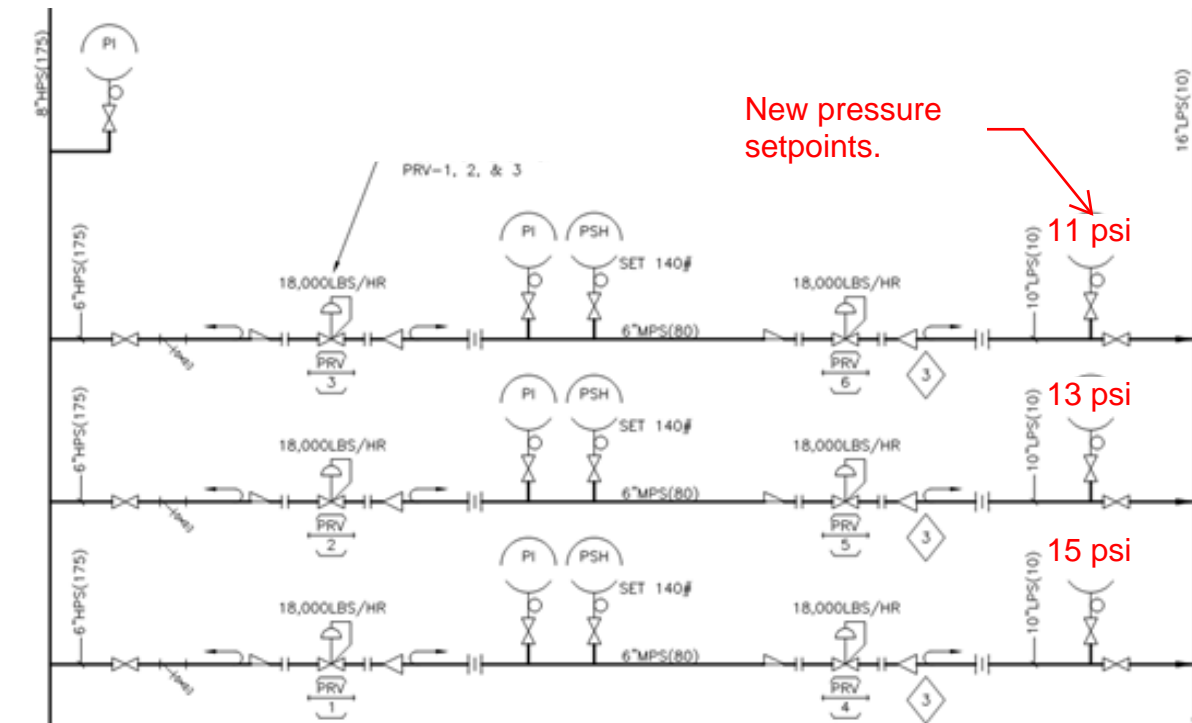 8"HPS(175)
PI
16"LPS(10)
New pressure
setpoints.
PRV-1, 2, & 3
6"HPS(175)
18,000LBS/HR
PRV
3
PI
PSH
SET 140#
6"MPS(80)
18,000LBS/HR
PRV
6
3
10"LPS(10)
11 psi
6"HPS(175)
18,000LBS/HR
PRV
2
PI
PSH
SET 140#
6"MPS(80)
18,000LBS/HR
PRV
5
3
10"LPS(10)
13 psi
6"HPS(175)
18,000LBS/HR
PRV
1
PI
PSH
SET 140#
6"MPS(80)
18,000LBS/HR
PRV
4
3
10"LPS(10)
15 psi